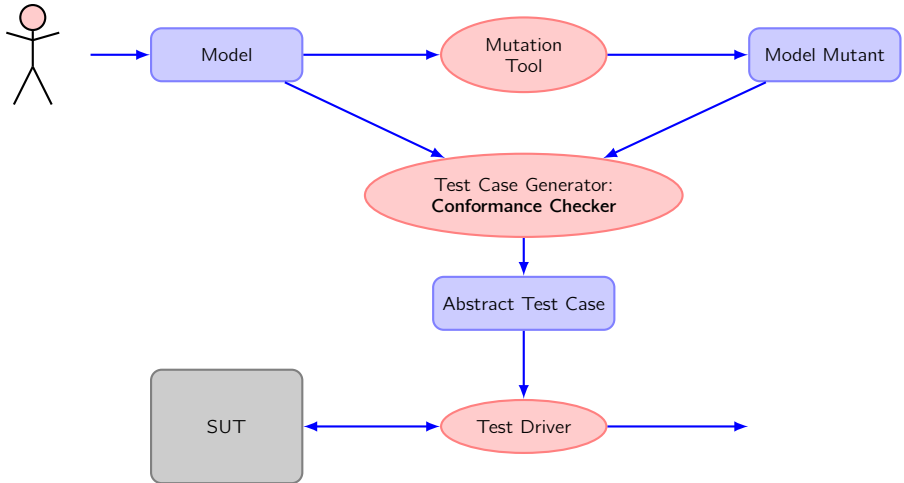 Model
Mutation
Tool
Model Mutant
Test Case Generator:
Conformance Checker
Abstract Test Case
SUT
Test Driver